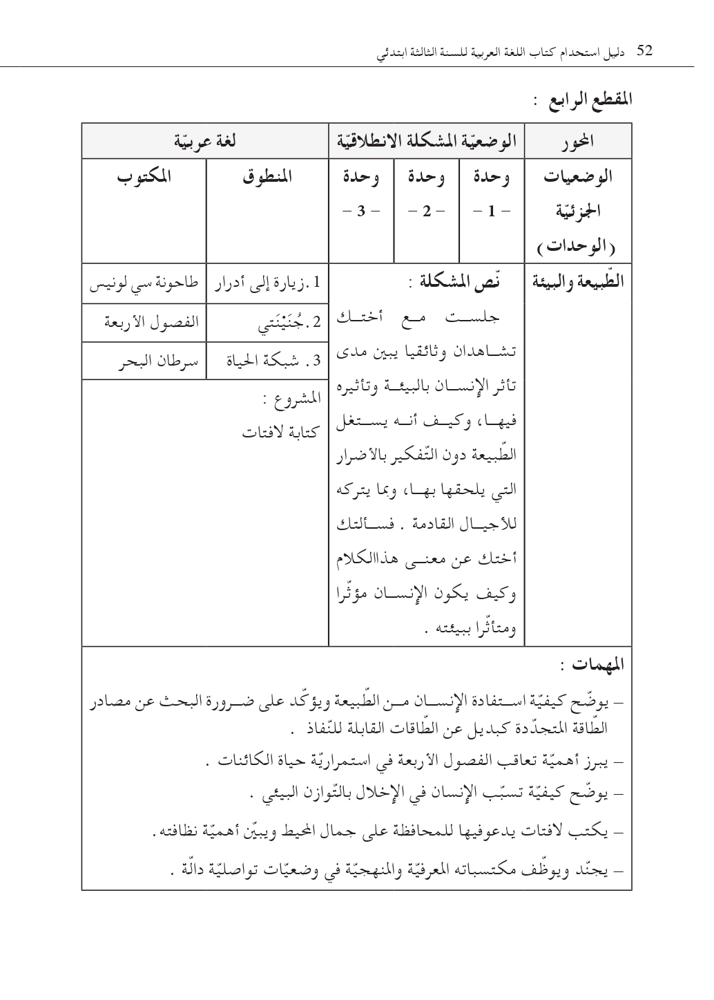 52 دليل استخدام كتاب اللغة العربية للسنة الثالثة ابتدئي
المقطع الرابع :
المحور
الوضعيّة المشكلة الانطلاقيّة
لغة عربيّة
الوضعيات
الجزئيّة
(الوحدات)
وحدة
– 1 –
وحدة
– 2 –
وحدة
– 3 –
المنطوق
المكتوب
الطّبيعة والبيئة
نّص المشكلة :
جلست مع أختك
تشاهدان وثائقيا يبين مدى
تأثر الإنسان بالبيئة وتأثيره
فيها، وكيف أنه يستغل
الطّبيعة دون التّفكير بالأضرار
التي يلحقها بها، وبما يتركه
للأجيال القادمة . فسألتك
أختك عن معنى هذاالكلام
وكيف يكون الإنسان مؤثّرا
ومتأثّرا ببيئته .
1.زيارة إلى أدرار
طاحونة سي لونيس
2.جُنَيْنَتي
الفصول الأربعة
3. شبكة الحياة
سرطان البحر
المشروع :
كتابة لافتات
المهمات :
– يوضّح كيفيّة استفادة الإنسان من الطّبيعة ويؤكّد على ضرورة البحث عن مصادر
الطّاقة المتجدّدة كبديل عن الطّاقات القابلة للنّفاذ .
– يبرز أهميّة تعاقب الفصول الأربعة في استمراريّة حياة الكائنات .
– يوضّح كيفيّة تسبّب الإنسان في الإخلال بالتّوازن البيئي .
– يكتب لافتات يدعوفيها للمحافظة على جمال المحيط ويبيّن أهميّة نظافته.
– يجنّد ويوظّف مكتسباته المعرفيّة والمنهجيّة في وضعيّات تواصليّة دالّة .